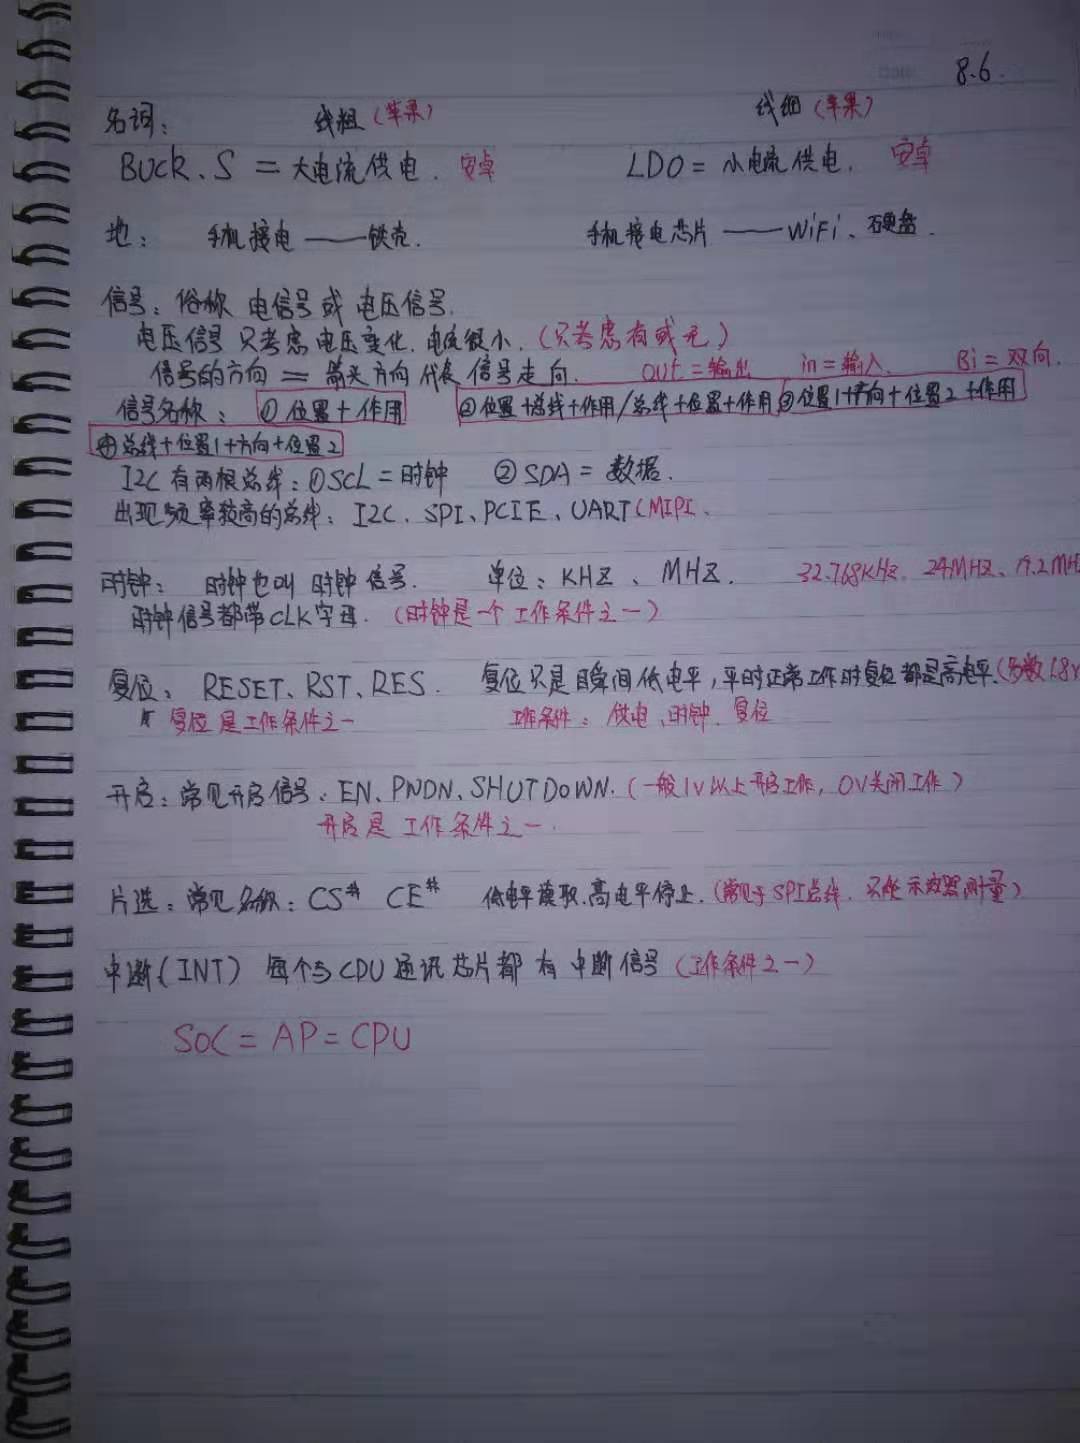 8.6.
名词： 线组（苹果） 线组（苹果）
BUCK、S = 大电流供电. 安卓 LDO = 小电流供电. 安卓
地： 手机接电 —— 铁壳. 手机接电芯片 —— WiFi、硬盘.
信号：俗称 电信号或 电压信号.
电压信号 只考虑电压变化.电流很小.（只考虑有或无）
信号的方向 = 箭头方向 代表 信号走向. out = 输出 in = 输入. Bi = 双向.
信号名称： ①位置+作用 ②位置+总线+作用/总线+位置+作用 ③位置1+方向+位置2+作用
④总线+位置1+方向+位置2
I2C有两根总线：①SCL = 时钟 ②SDA = 数据.
出现频率较高的总线：I2C、SPI、PCIE、UART（MIPI.
时钟： 时钟也叫 时钟信号. 单位：KHZ、MHZ. 32.768KHz. 24MHZ、19.2MH
时钟信号都带CLK字母.（时钟是一个工作条件之一）
复位： RESET、RST、RES. 复位只是瞬间低电平，平时正常工作时复位都是高电平.（多数1.8V
复位是工作条件之一 工作条件：供电、时钟、复位
开启：常见开启信号. EN、PWDN、SHUTDOWN.（一般1V以上开启工作，0V关闭工作）
开启是 工作条件之一.
片选：常见名称：CS# CE# 低电平读取.高电平停止.（常见于SPI总线. 只能示波器测量）
中断（INT） 每个与CDU通讯芯片都 有 中断信号（工作条件之一）
SOC = AP = CPU